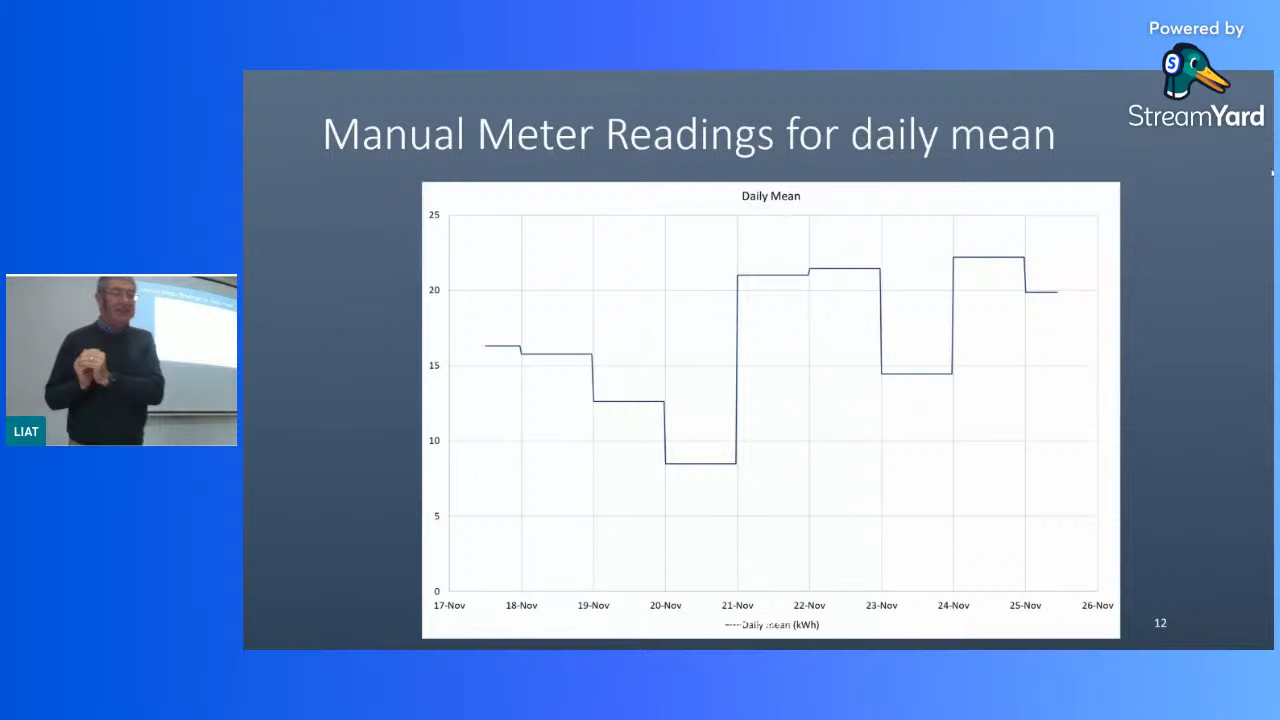 Powered by
StreamYard
Manual Meter Readings for daily mean
Daily Mean
25
20
15
10
5
0
17-Nov 18-Nov 19-Nov 20-Nov 21-Nov 22-Nov 23-Nov 24-Nov 25-Nov 26-Nov
Daily mean (kWh)
12
LIAT